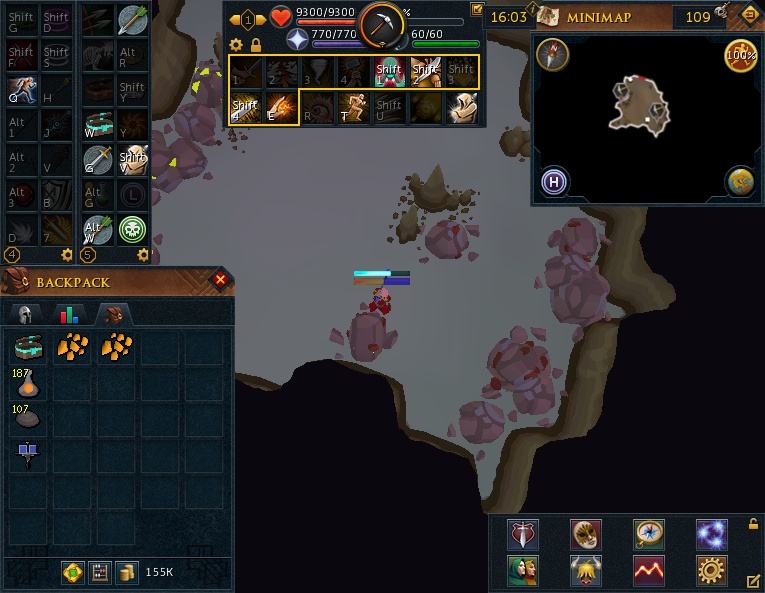 Shift G Shift D
Shift F Shift S Alt R
Q H Shift Y
Alt 1 J W Y
Alt 2 V G Shift V
Alt 3 B Alt G L
D 7 Alt W
4 5
1 9300/9300 %
770/770 60/60
1 2 3 4 Shift 1 Shift 2 Shift 3
Shift 4 E R T Shift U
16:03 MINIMAP 109
100%
H
BACKPACK
187
107
155K